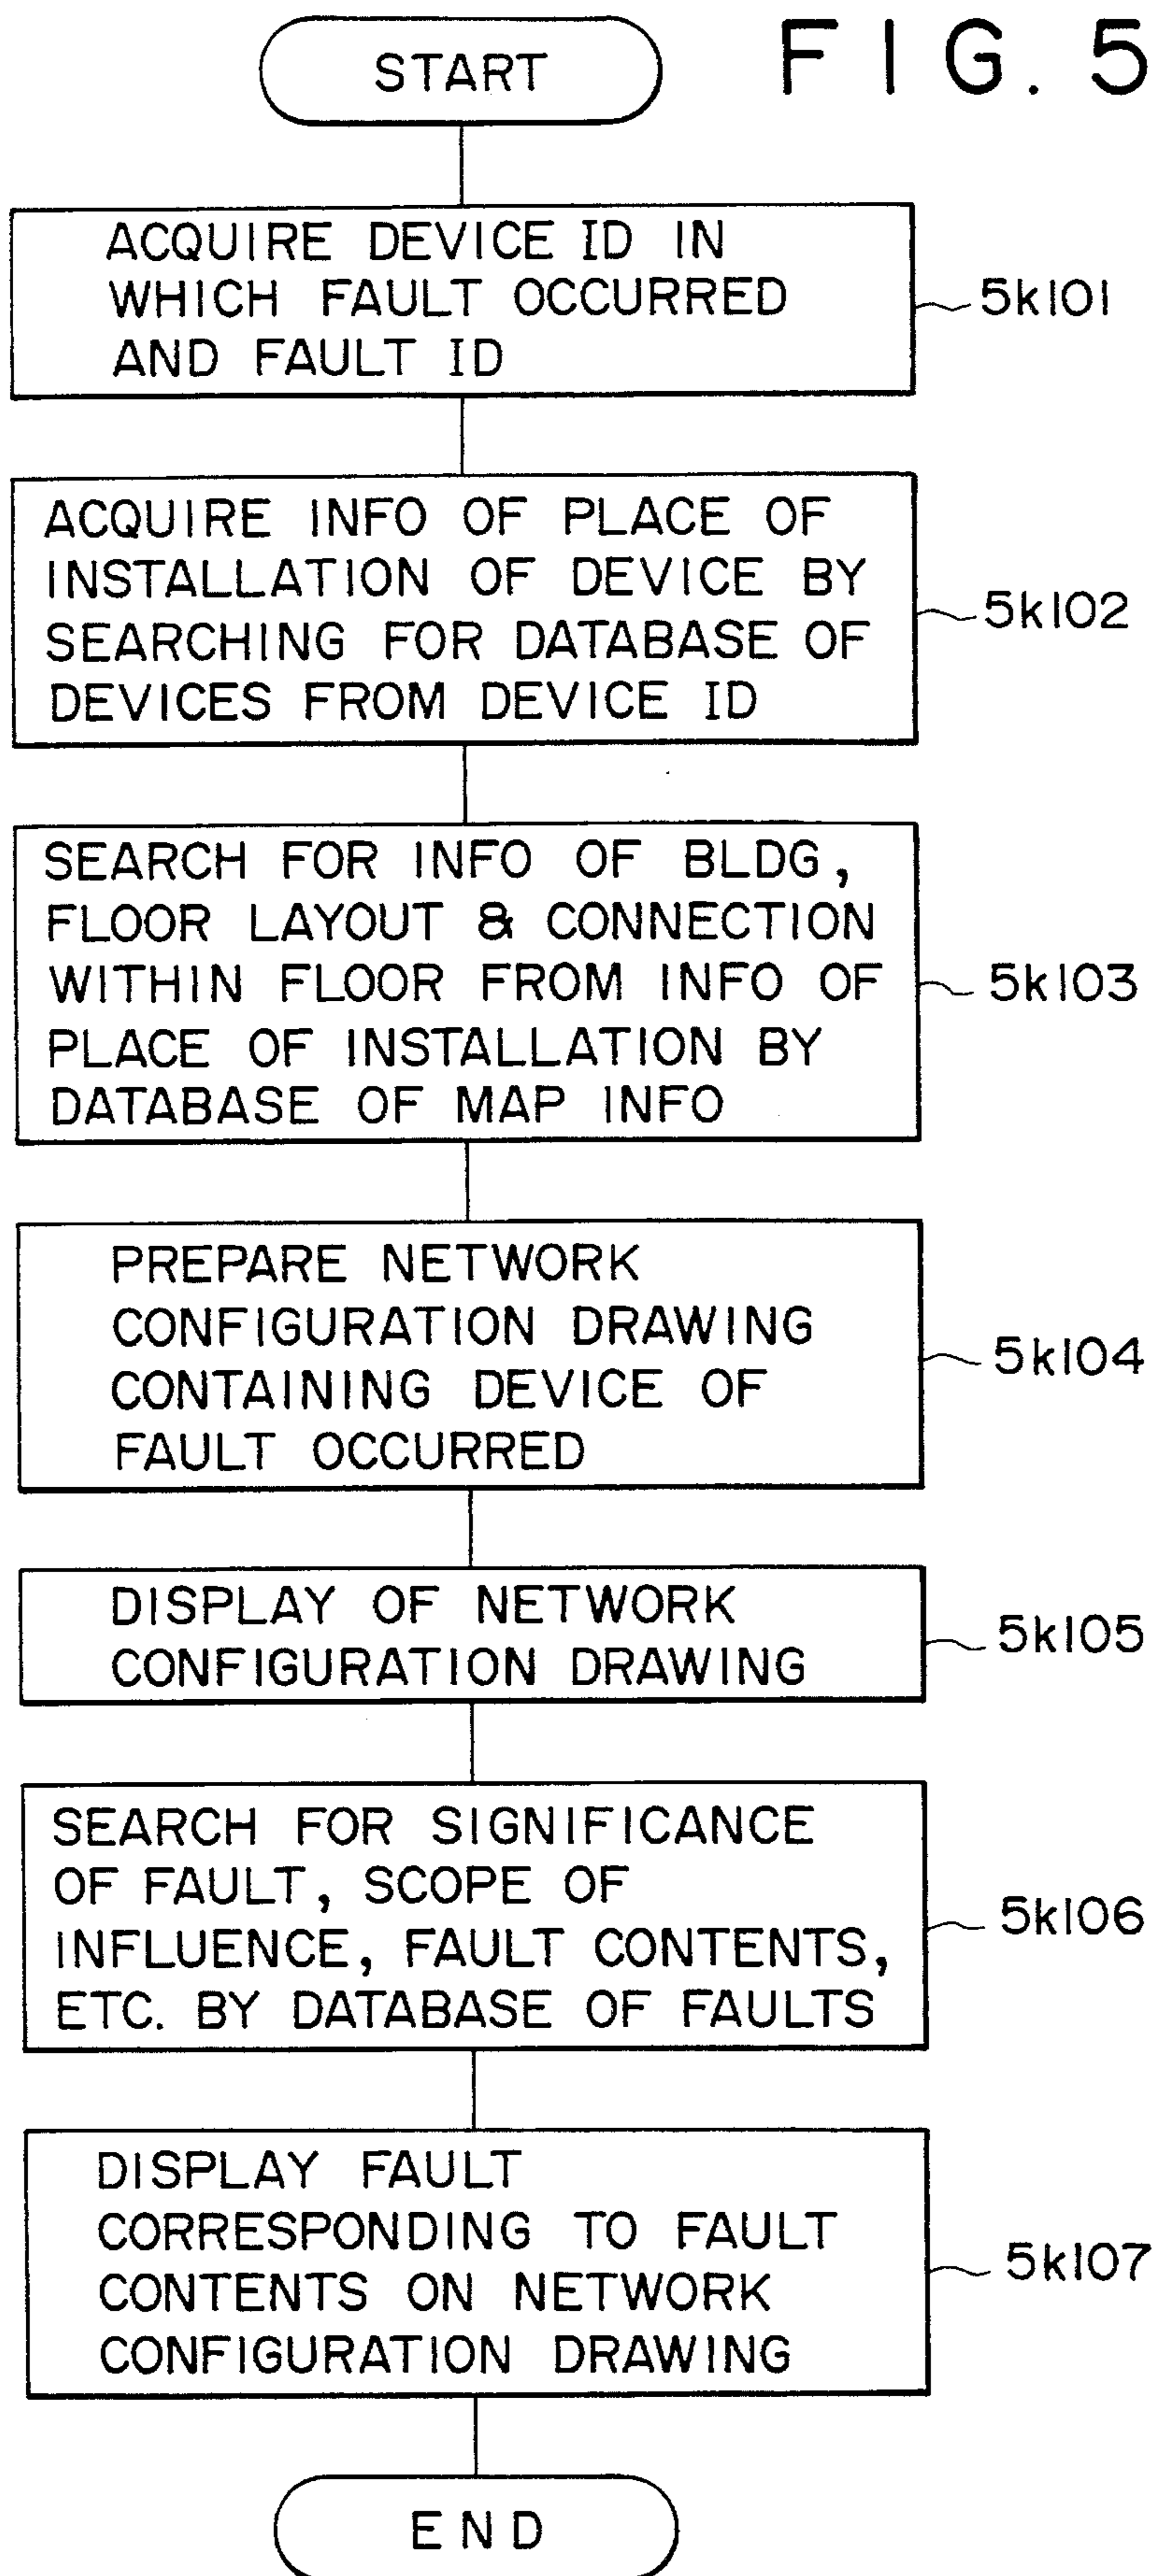 FIG. 5
START
ACQUIRE DEVICE ID IN
WHICH FAULT OCCURRED
AND FAULT ID
5k101
ACQUIRE INFO OF PLACE OF
INSTALLATION OF DEVICE BY
SEARCHING FOR DATABASE OF
DEVICES FROM DEVICE ID
5k102
SEARCH FOR INFO OF BLDG,
FLOOR LAYOUT & CONNECTION
WITHIN FLOOR FROM INFO OF
PLACE OF INSTALLATION BY
DATABASE OF MAP INFO
5k103
PREPARE NETWORK
CONFIGURATION DRAWING
CONTAINING DEVICE OF
FAULT OCCURRED
5k104
DISPLAY OF NETWORK
CONFIGURATION DRAWING
5k105
SEARCH FOR SIGNIFICANCE
OF FAULT, SCOPE OF
INFLUENCE, FAULT CONTENTS,
ETC. BY DATABASE OF FAULTS
5k106
DISPLAY FAULT
CORRESPONDING TO FAULT
CONTENTS ON NETWORK
CONFIGURATION DRAWING
5k107
END